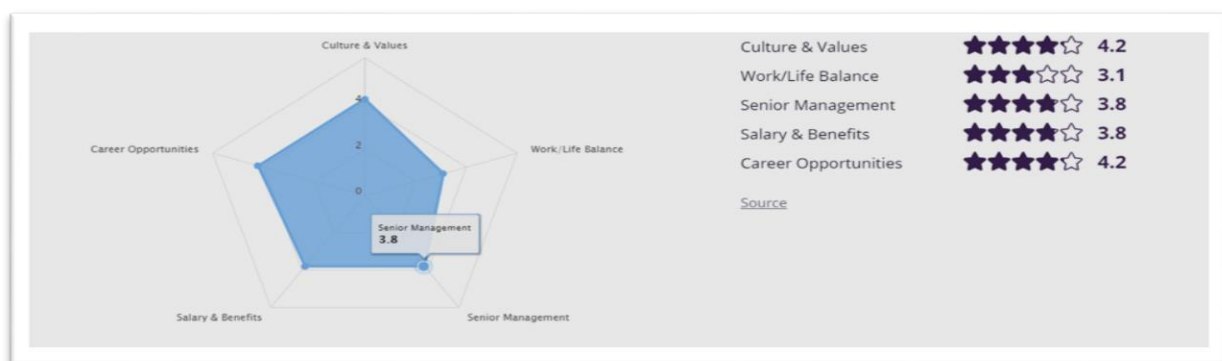 Culture & Values
4
2
0
Career Opportunities
Work/Life Balance
Senior Management
3.8
Salary & Benefits
Senior Management
Culture & Values 4.2
Work/Life Balance 3.1
Senior Management 3.8
Salary & Benefits 3.8
Career Opportunities 4.2
Source